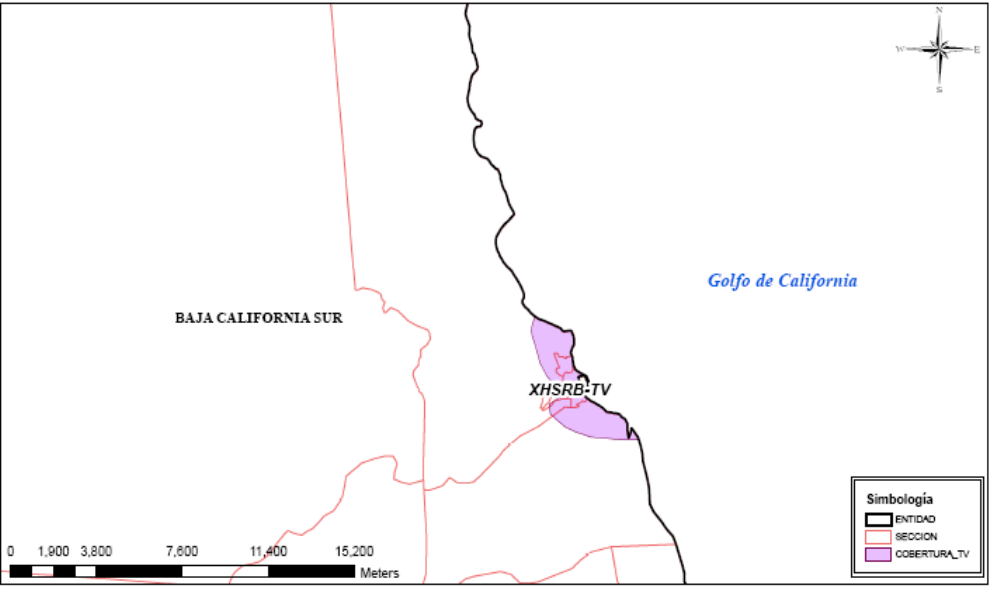 N
W E
S
Golfo de California
BAJA CALIFORNIA SUR
XHSRB-TV
Simbología
ENTIDAD
SECCION
COBERTURA_TV
0 1,900 3,800 7,600 11,400 15,200
Meters